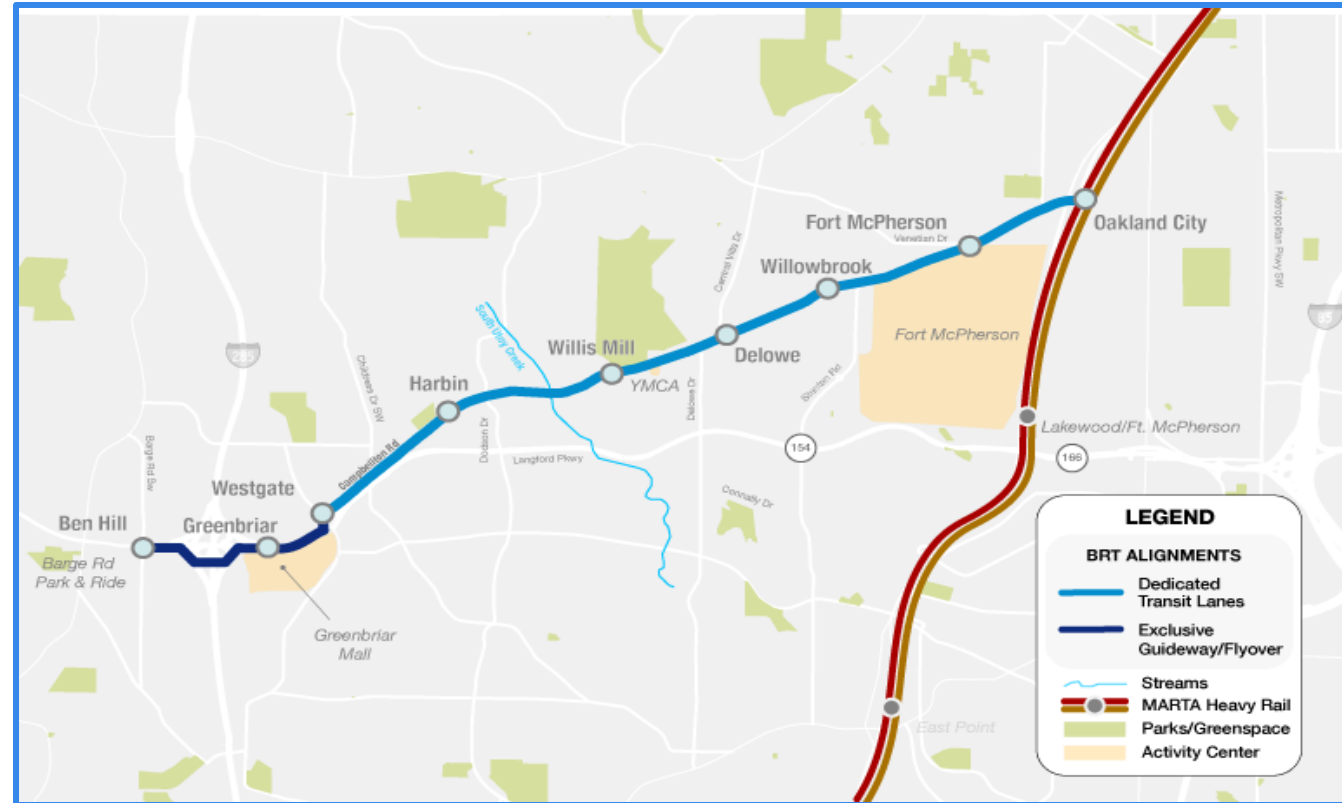 Fort McPherson
Venetian Dr
Oakland City
Metropolitan Pkwy SW
Central Villa Dr
Willowbrook
Fort McPherson
85
South Utoy Creek
Willis Mill
Delowe
285
Childress Dr SW
Harbin
YMCA
Delowe Dr
Stanton Rd
Lakewood/Ft. McPherson
Dodson Dr
Campbellton Rd
Langford Pkwy
154
166
Barge Rd Sw
Westgate
Connally Dr
Ben Hill
Greenbriar
Barge Rd
Park & Ride
Greenbriar
Mall
East Point
LEGEND
BRT ALIGNMENTS
Dedicated
Transit Lanes
Exclusive
Guideway/Flyover
Streams
MARTA Heavy Rail
Parks/Greenspace
Activity Center